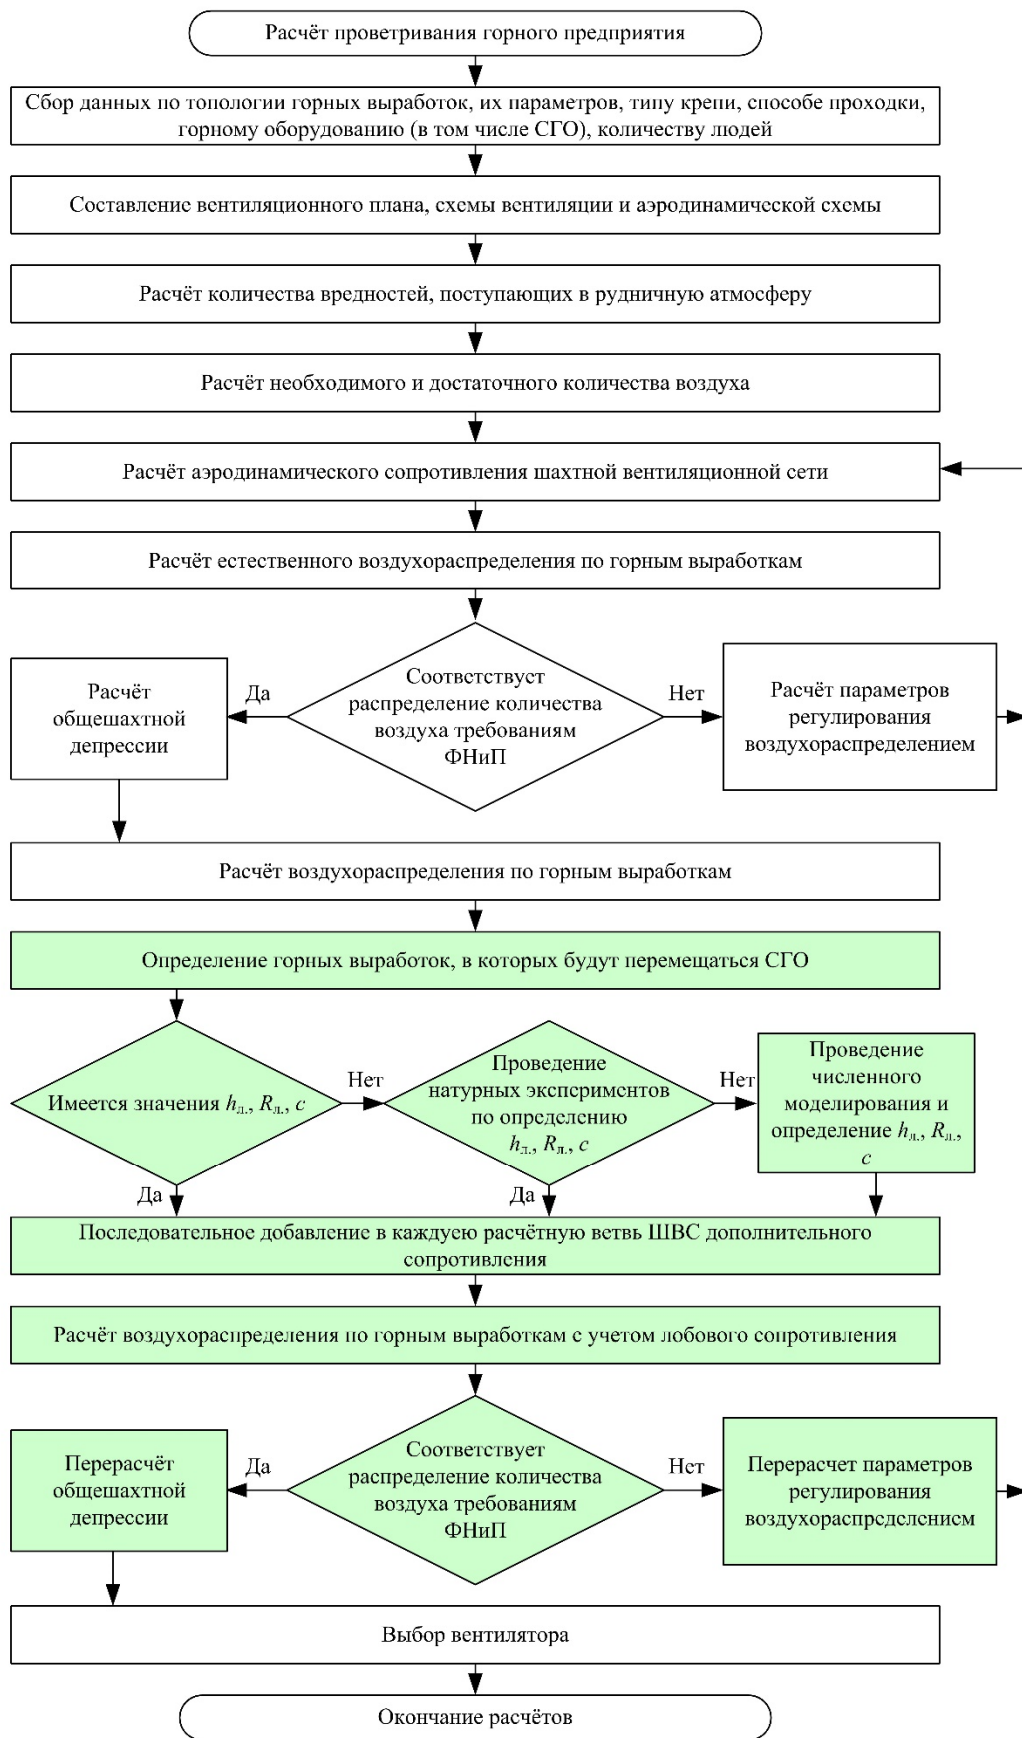 Расчёт проветривания горного предприятия
Сбор данных по топологии горных выработок, их параметров, типу крепи, способе проходки,
горному оборудованию (в том числе СГО), количеству людей
Составление вентиляционного плана, схемы вентиляции и аэродинамической схемы
Расчёт количества вредностей, поступающих в рудничную атмосферу
Расчёт необходимого и достаточного количества воздуха
Расчёт аэродинамического сопротивления шахтной вентиляционной сети
Расчёт естественного воздухораспределения по горным выработкам
Расчёт
общешахтной
депрессии
Да
Соответствует
распределение количества
воздуха требованиям
ФНиП
Нет
Расчёт параметров
регулирования
воздухораспределением
Расчёт воздухораспределения по горным выработкам
Определение горных выработок, в которых будут перемещаться СГО
Имеется значения hл., Rл., c
Нет
Проведение
натурных экспериментов
по определению
hл., Rл., c
Нет
Проведение
численного
моделирования и
определение hл., Rл.,
c
Да
Да
Последовательное добавление в каждуею расчётную ветвь ШВС дополнительного
сопротивления
Расчёт воздухораспределения по горным выработкам с учетом лобового сопротивления
Перерасчёт
общешахтной
депрессии
Да
Соответствует
распределение количества
воздуха требованиям
ФНиП
Нет
Перерасчет параметров
регулирования
воздухораспределением
Выбор вентилятора
Окончание расчётов